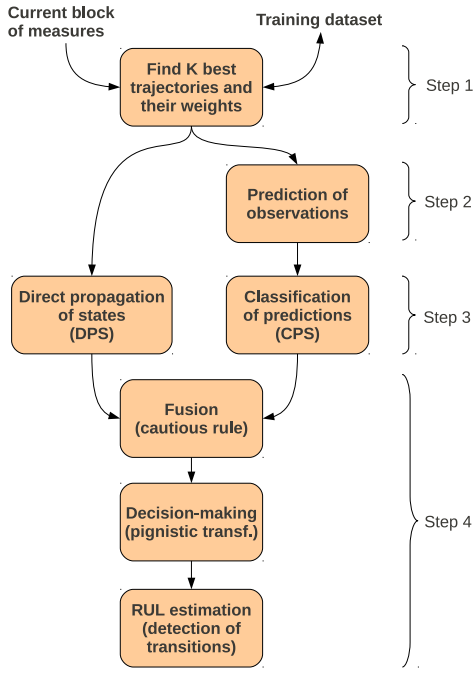 Current block
of measures
Training dataset
Find K best
trajectories and
their weights
Step 1
Prediction of
observations
Step 2
Direct propagation
of states
(DPS)
Classification
of predictions
(CPS)
Step 3
Fusion
(cautious rule)
Decision-making
(pignistic transf.)
Step 4
RUL estimation
(detection of
transitions)